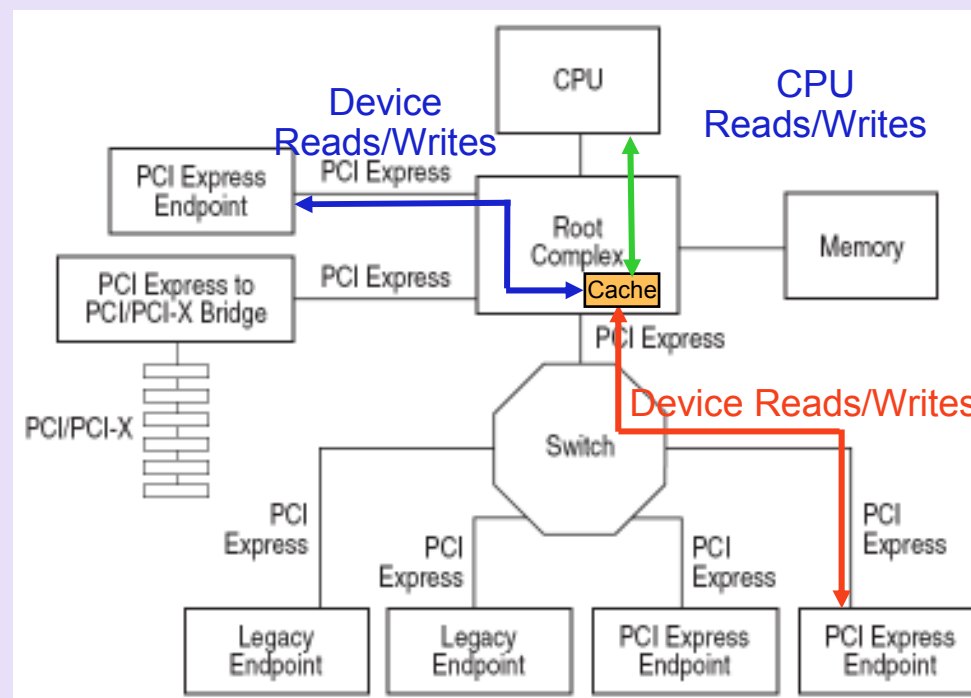 CPU
CPU
Reads/Writes
Device
Reads/Writes
PCI Express
Endpoint
PCI Express
Root
Complex
Cache
Memory
PCI Express to
PCI/PCI-X Bridge
PCI Express
PCI Express
PCI/PCI-X
Device Reads/Writes
Switch
PCI
Express
PCI
Express
PCI
Express
PCI
Express
Legacy
Endpoint
Legacy
Endpoint
PCI Express
Endpoint
PCI Express
Endpoint